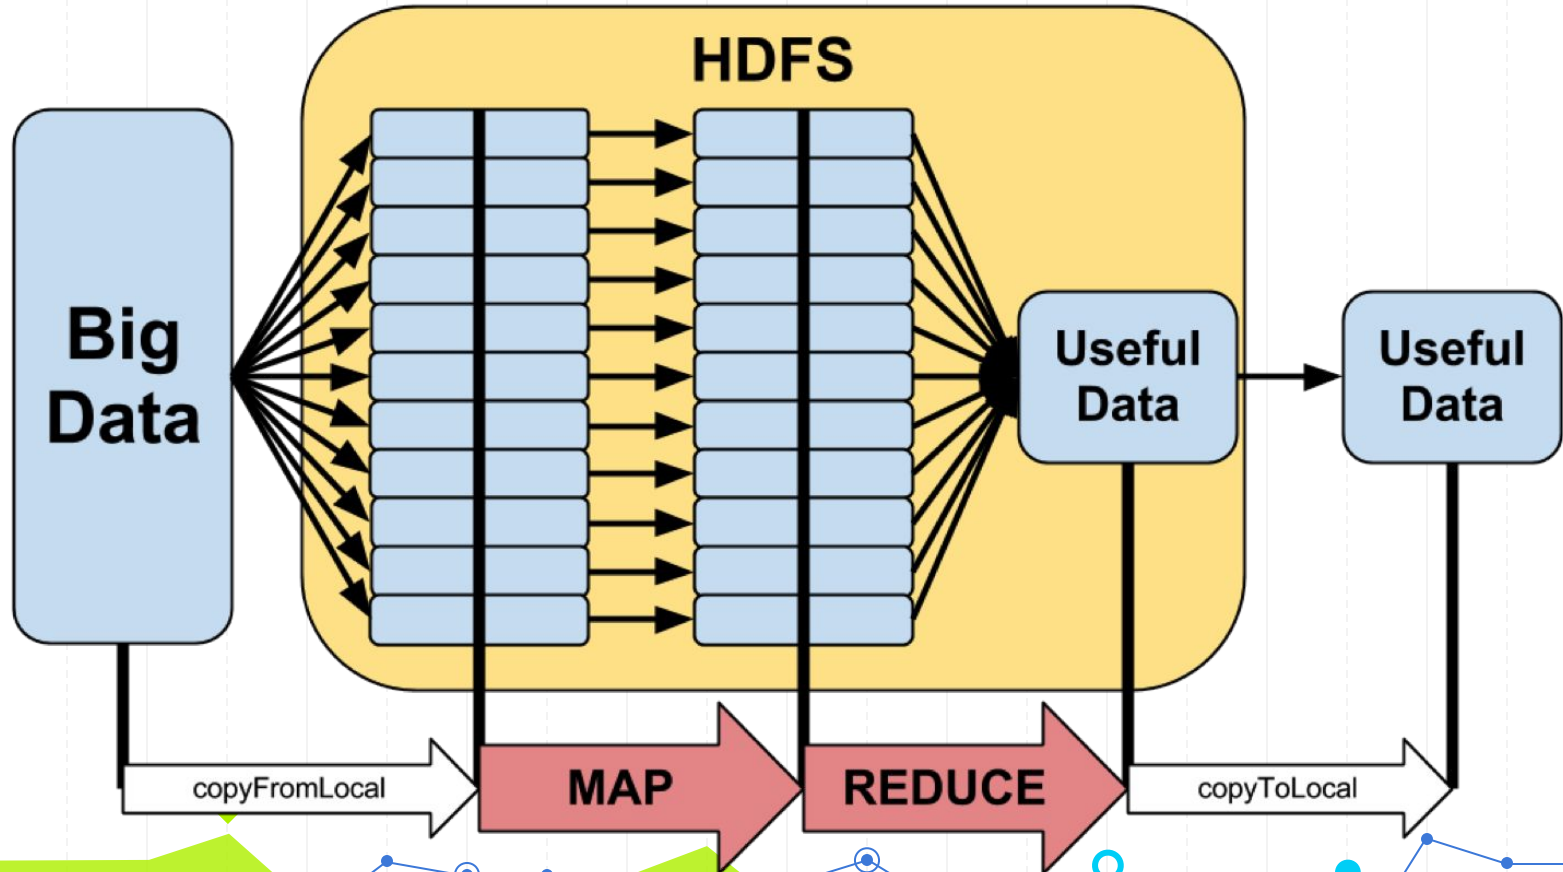 HDFS
Big
Data
Useful
Data
Useful
Data
copyFromLocal
MAP
REDUCE
copyToLocal